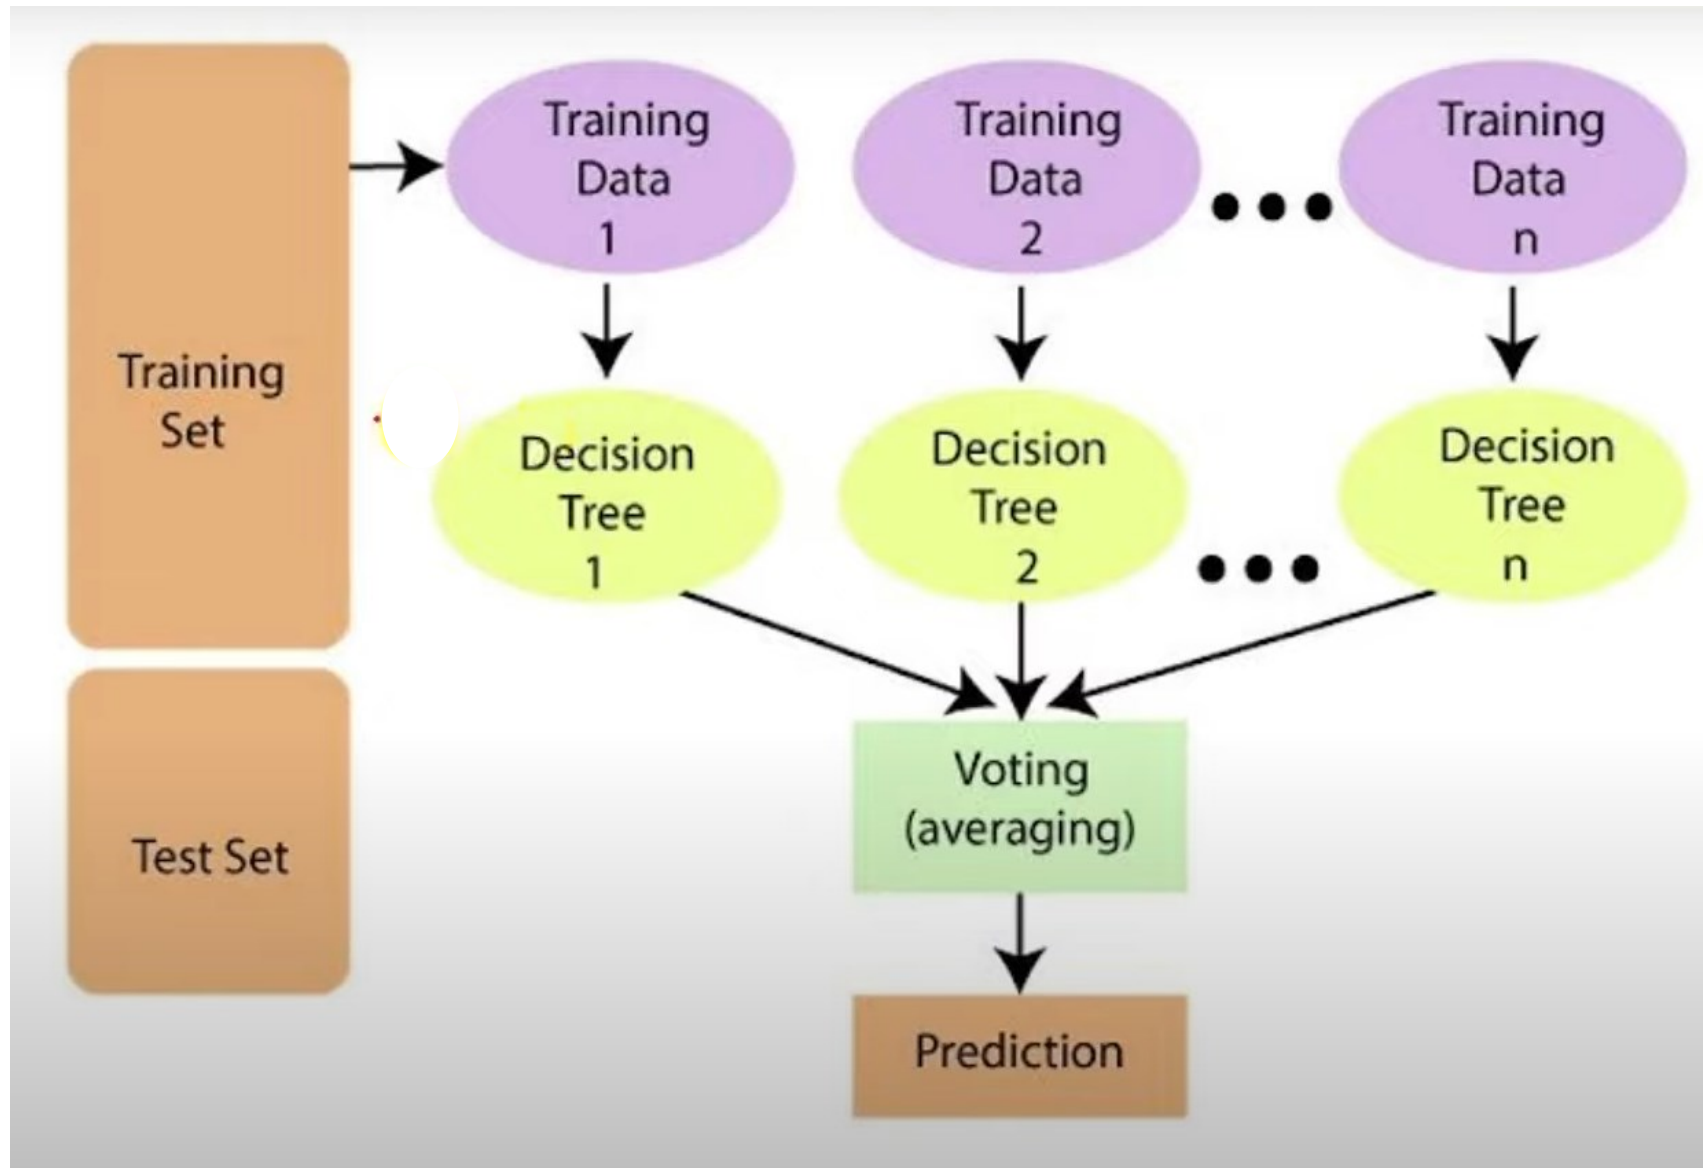 Training
Data
1
Training
Data
2
Training
Data
n
Training
Set
Decision
Tree
1
Decision
Tree
2
Decision
Tree
n
Voting
(averaging)
Test Set
Prediction